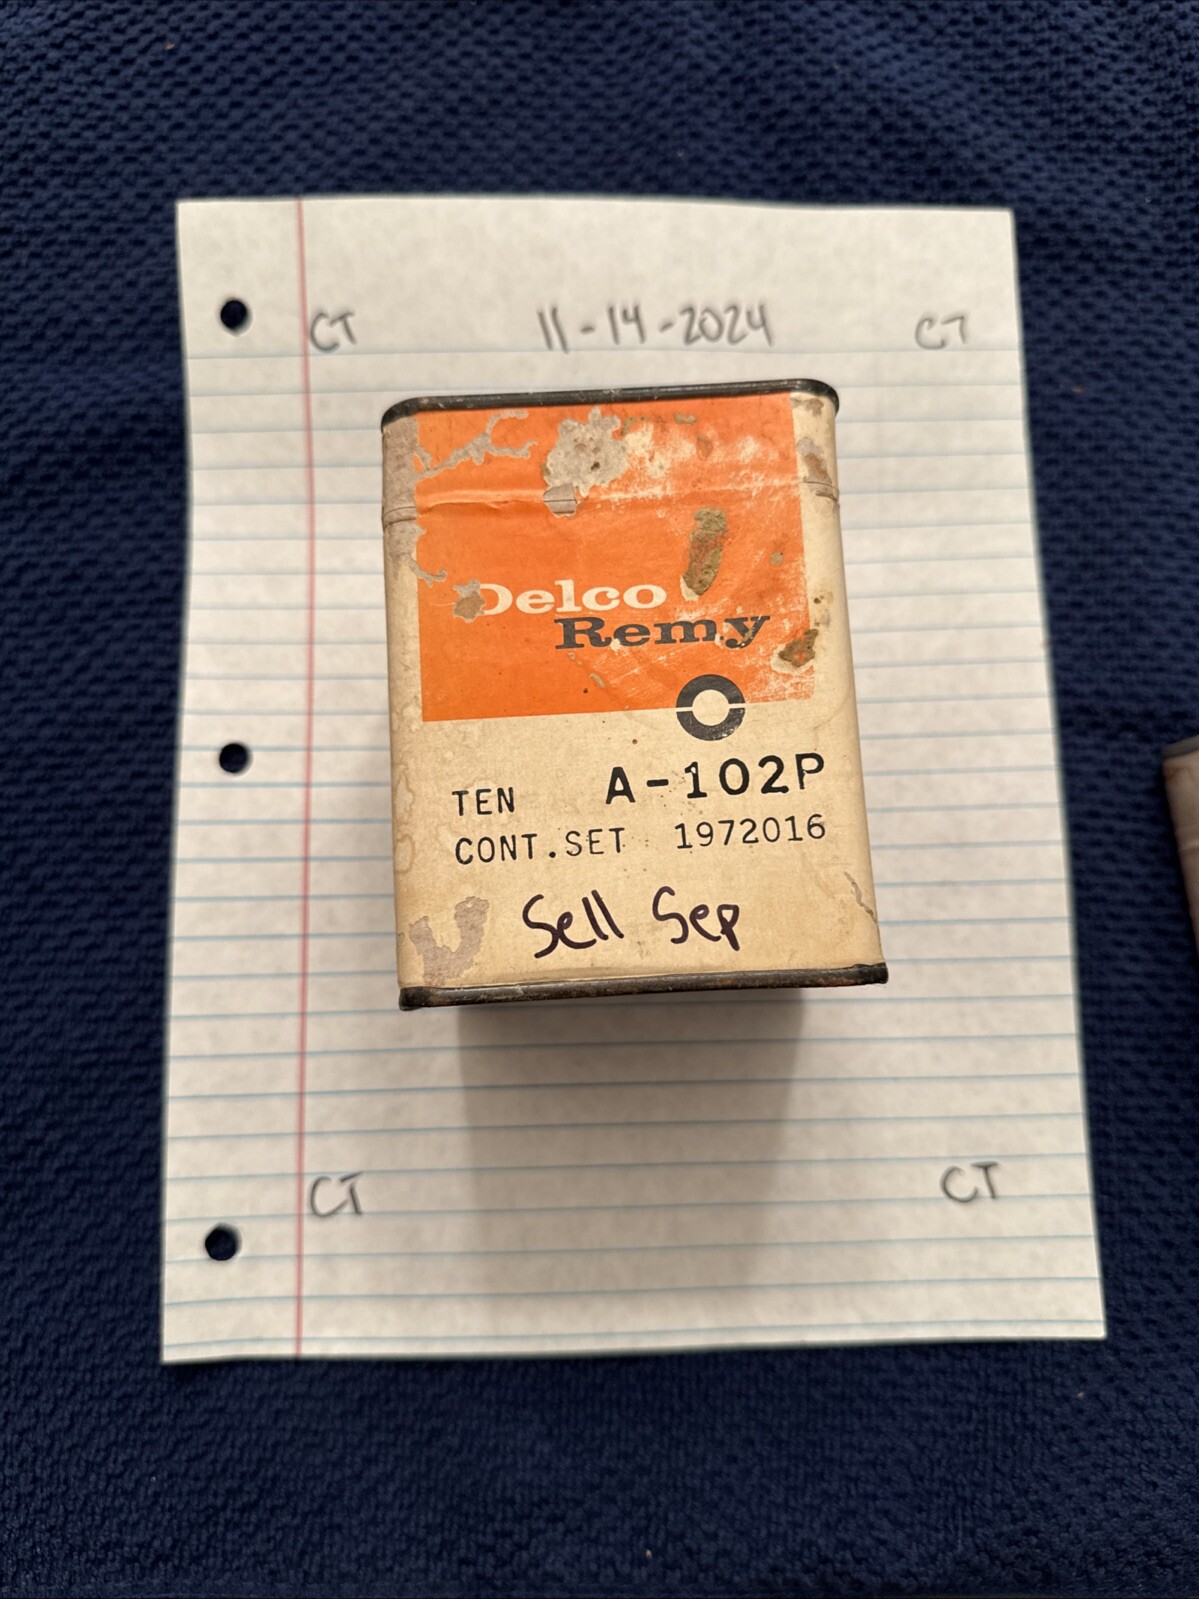 CT 11-14-2024 CT
Delco
Remy
TEN A-102P
CONT.SET 1972016
Sell Sep
CT CT